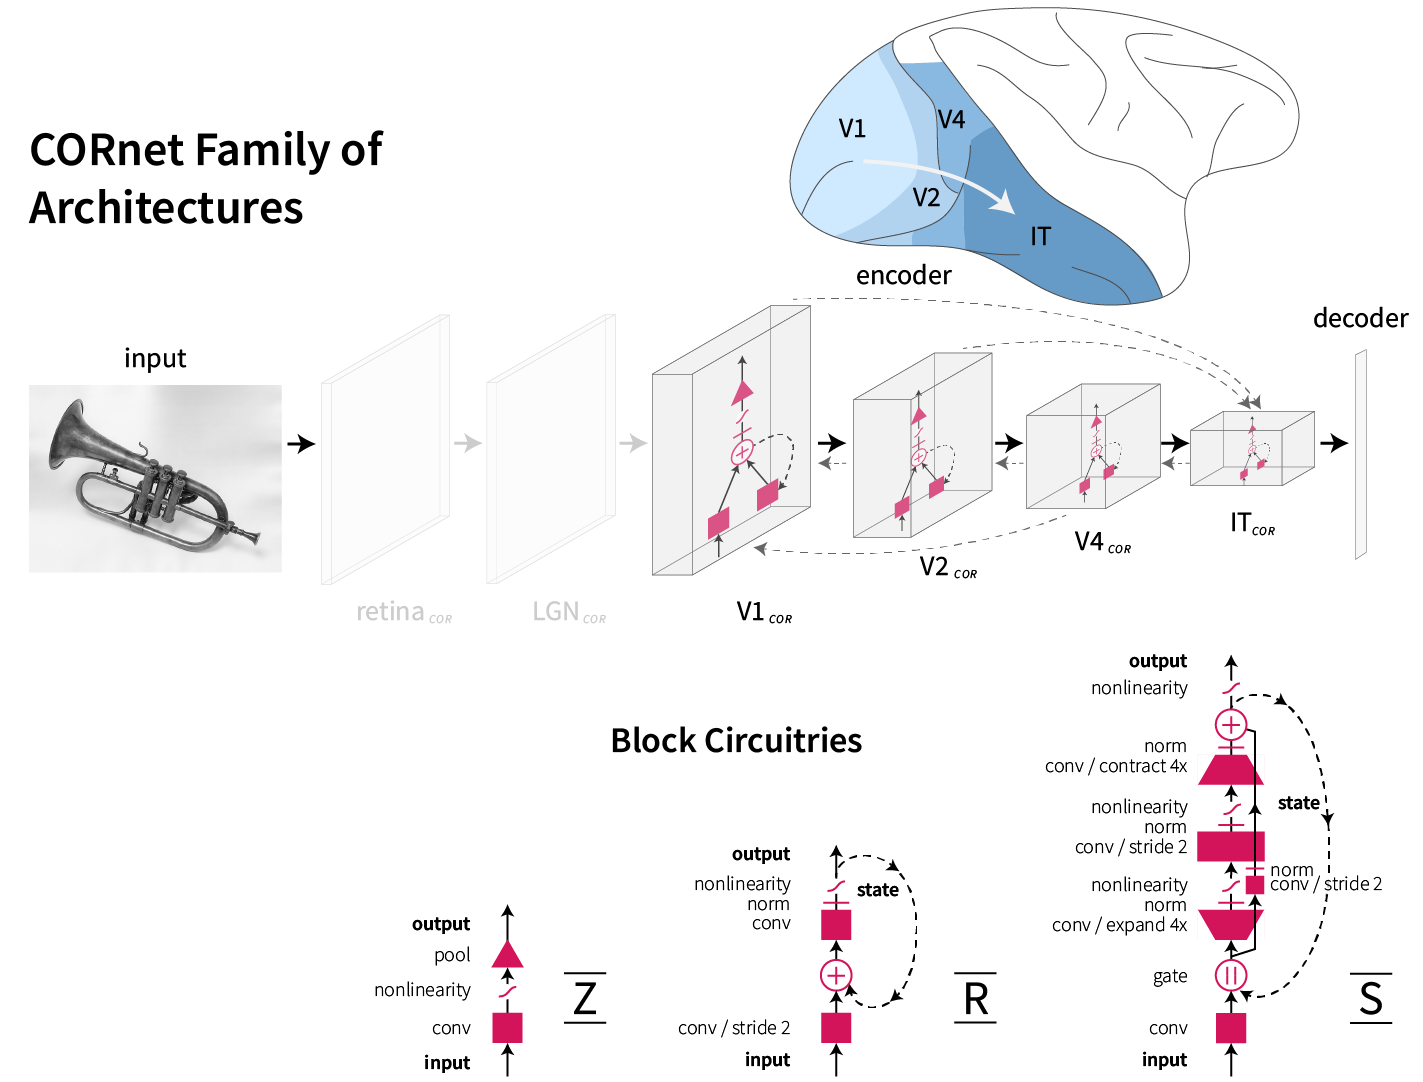 CORnet Family of
Architectures
V1
V4
V2
IT
encoder
decoder
input
retina COR
LGN COR
V1 COR
V2 COR
V4 COR
IT COR
Block Circuitries
output
pool
nonlinearity
conv
input
Z
output
nonlinearity
norm
conv
state
conv / stride 2
input
R
output
nonlinearity
norm
conv / contract 4x
nonlinearity
norm
conv / stride 2
state
norm
conv / stride 2
nonlinearity
norm
conv / expand 4x
gate
conv
input
S